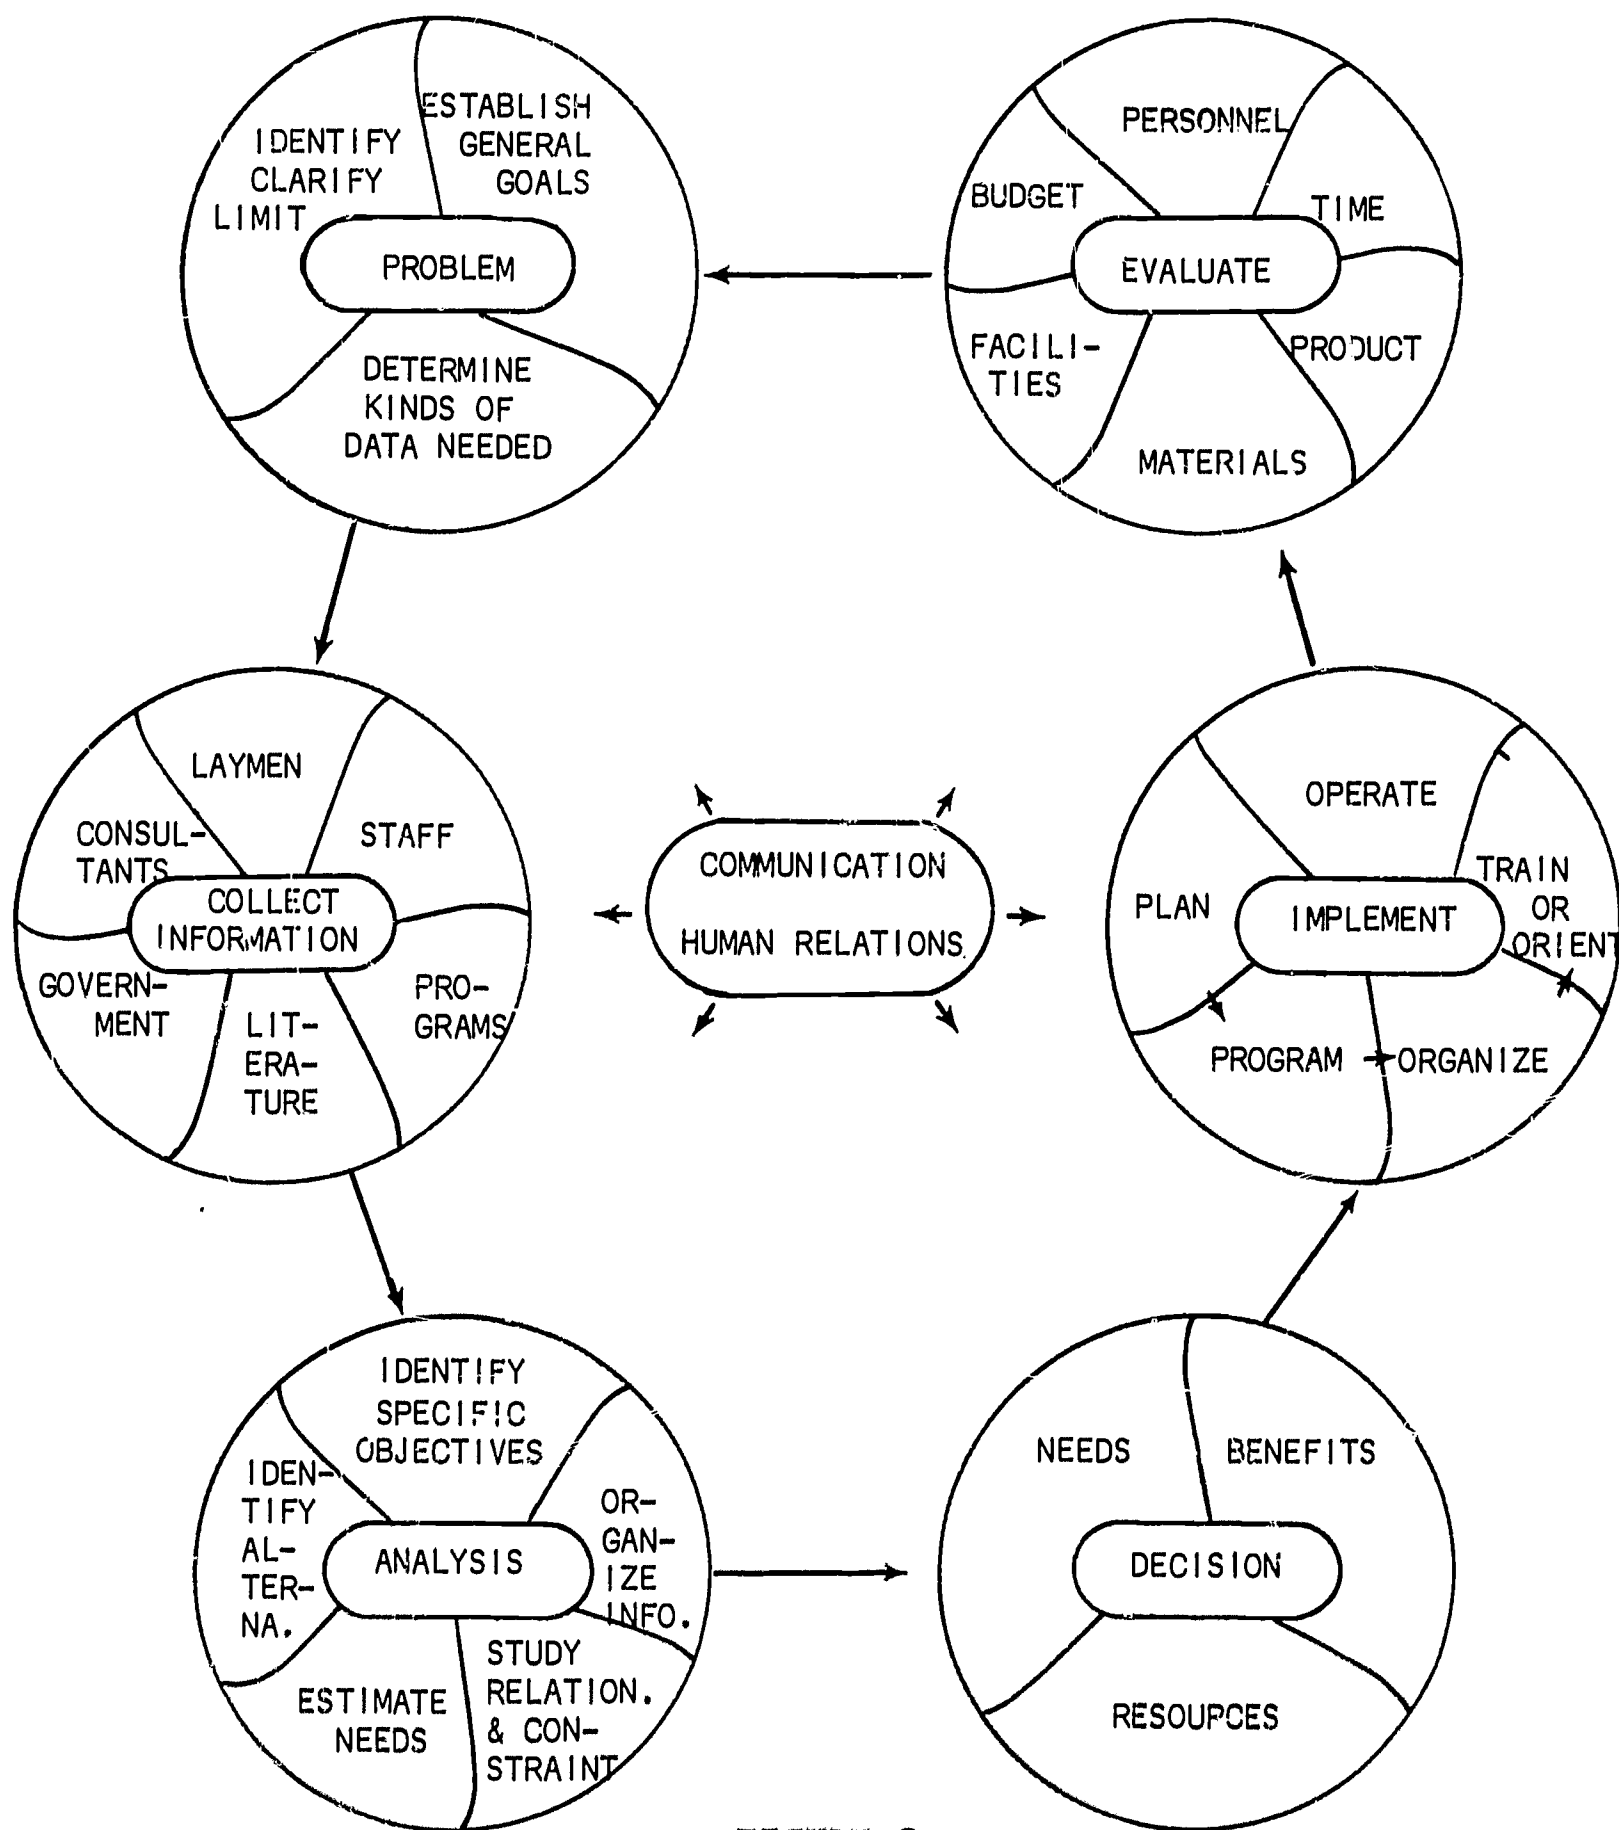 IDENTIFY
CLARIFY
LIMIT
ESTABLISH
GENERAL
GOALS
PROBLEM
DETERMINE
KINDS OF
DATA NEEDED
PERSONNEL
BUDGET
TIME
EVALUATE
FACILI-
TIES
PRODUCT
MATERIALS
LAYMEN
CONSUL-
TANTS
STAFF
COLLECT
INFORMATION
GOVERN-
MENT
LIT-
ERA-
TURE
PRO-
GRAMS
COMMUNICATION
HUMAN RELATIONS
OPERATE
PLAN
TRAIN
OR
ORIENT
IMPLEMENT
PROGRAM
ORGANIZE
IDENTIFY
SPECIFIC
OBJECTIVES
IDEN-
TIFY
AL-
TER-
NA.
OR-
GAN-
IZE
INFO.
ANALYSIS
ESTIMATE
NEEDS
STUDY
RELATION.
& CON-
STRAINT
NEEDS
BENEFITS
DECISION
RESOURCES